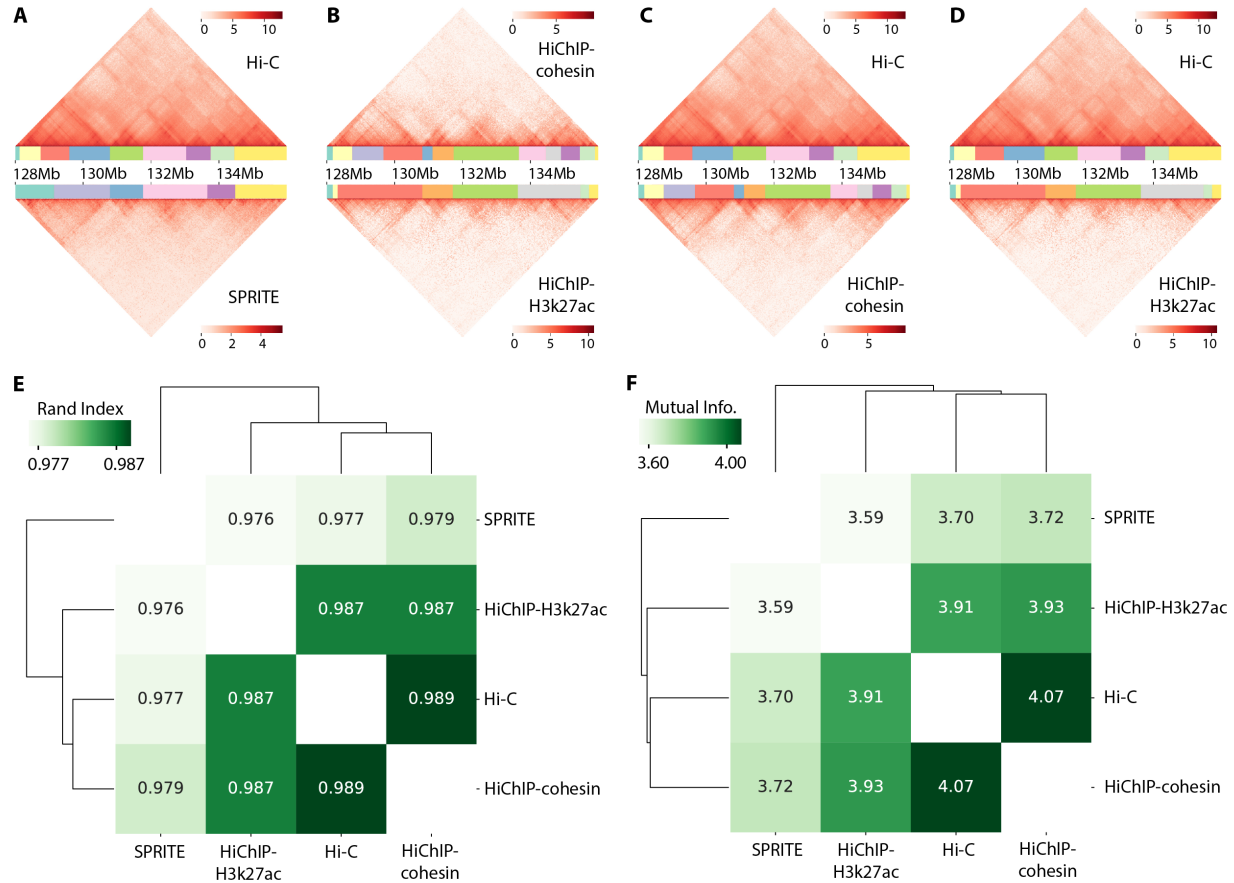 A
0 5 10
Hi-C
128Mb 130Mb 132Mb 134Mb
SPRITE
0 2 4
B
0 5
HiChIP-
cohesin
128Mb 130Mb 132Mb 134Mb
HiChIP-
H3k27ac
0 5 10
C
0 5 10
Hi-C
128Mb 130Mb 132Mb 134Mb
HiChIP-
cohesin
0 5
D
0 5 10
Hi-C
128Mb 130Mb 132Mb 134Mb
HiChIP-
H3k27ac
0 5 10
E
Rand Index
0.977 0.987
0.976 0.977 0.979 SPRITE
0.976 0.987 0.987 HiChIP-H3k27ac
0.977 0.987 0.989 Hi-C
0.979 0.987 0.989 HiChIP-cohesin
SPRITE HiChIP- Hi-C HiChIP-
H3k27ac cohesin
F
Mutual Info.
3.60 4.00
3.59 3.70 3.72 SPRITE
3.59 3.91 3.93 HiChIP-H3k27ac
3.70 3.91 4.07 Hi-C
3.72 3.93 4.07 HiChIP-cohesin
SPRITE HiChIP- Hi-C HiChIP-
H3k27ac cohesin